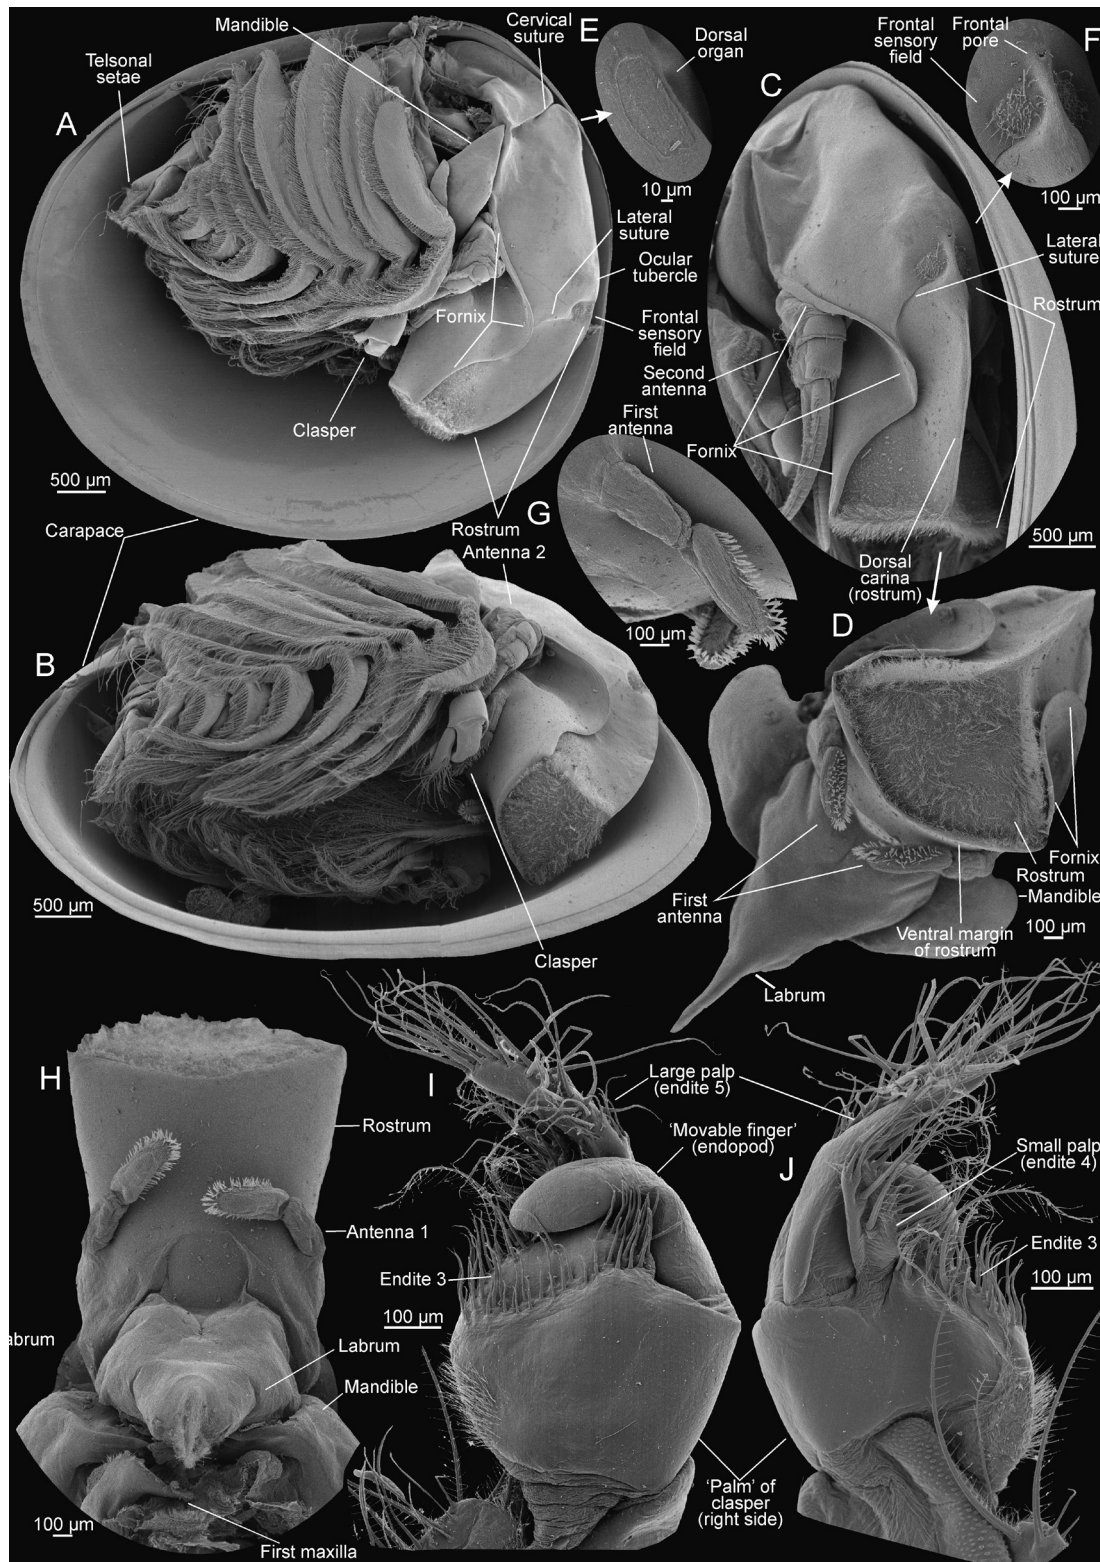 Mandible
Cervical
suture
E
Dorsal
organ
Frontal
sensory
field
Frontal
pore
F
Telsonal
setae
A
C
10 µm
100 µm
Lateral
suture
Ocular
tubercle
Lateral
suture
Rostrum
Fornix
Frontal
sensory
field
Second
antenna
Clasper
First
antenna
Fornix
500 µm
G
Carapace
Rostrum
Antenna 2
500 µm
Dorsal
carina
(rostrum)
100 µm
D
B
500 µm
First
antenna
Fornix
Rostrum
–Mandible
Ventral margin
of rostrum
100 µm
Clasper
Labrum
H
I
Large palp
(endite 5)
Rostrum
‘Movable finger’
(endopod)
Small palp
(endite 4)
J
Antenna 1
Endite 3
Endite 3
100 µm
100 µm
abrum
Labrum
Mandible
‘Palm’ of
clasper
(right side)
100 µm
First maxilla